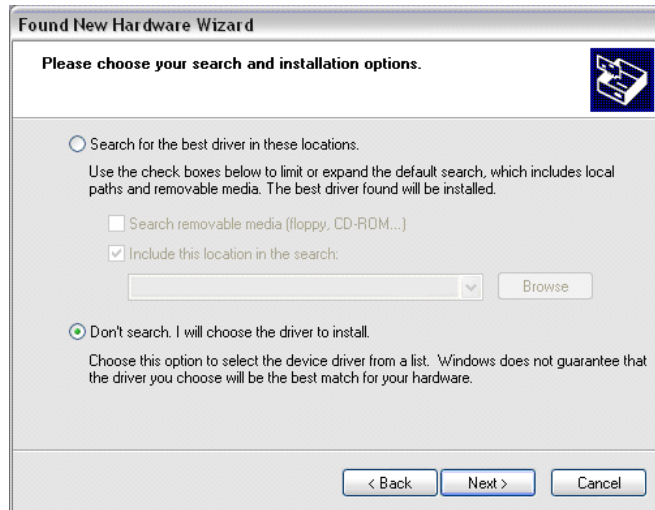 Found New Hardware Wizard
Please choose your search and installation options.
Search for the best driver in these locations.
Use the check boxes below to limit or expand the default search, which includes local
paths and removable media. The best driver found will be installed.
Search removable media (floppy, CD-ROM...)
Include this location in the search:
Browse
Don't search. I will choose the driver to install.
Choose this option to select the device driver from a list. Windows does not guarantee that
the driver you choose will be the best match for your hardware.
< Back Next > Cancel